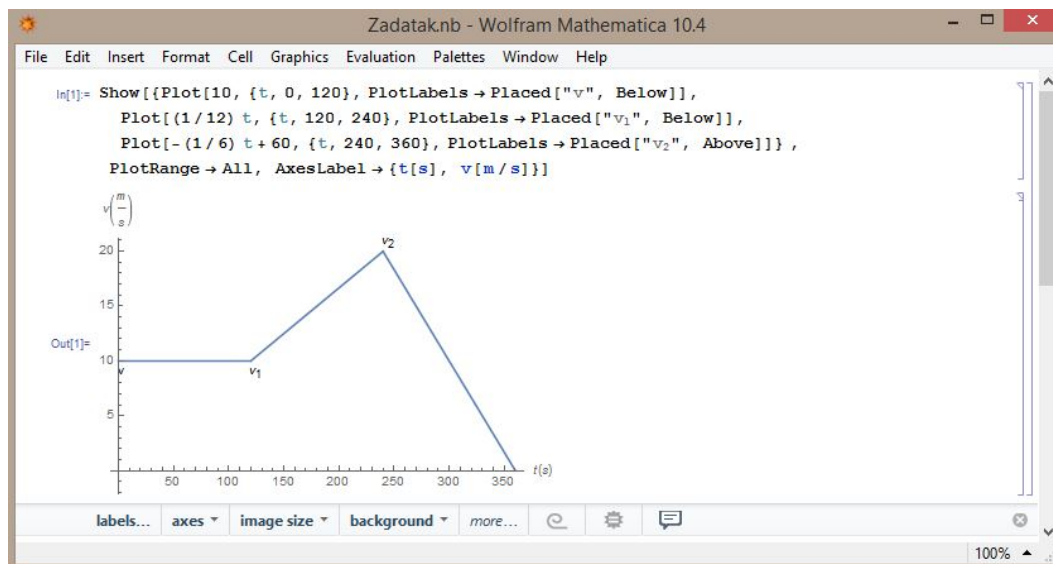 Zadatak.nb - Wolfram Mathematica 10.4
File Edit Insert Format Cell Graphics Evaluation Palettes Window Help
In[1]:= Show[{Plot[10, {t, 0, 120}, PlotLabels → Placed["v", Below]],
Plot[(1/12) t, {t, 120, 240}, PlotLabels → Placed["v₁", Below]],
Plot[-(1/6) t + 60, {t, 240, 360}, PlotLabels → Placed["v₂", Above]]} ,
PlotRange → All, AxesLabel → {t[s], v[m/s]}]
v(m/s)
20
v₂
15
Out[1]=
10
v
v₁
5
50 100 150 200 250 300 350 t(s)
labels... axes image size background more...
100%